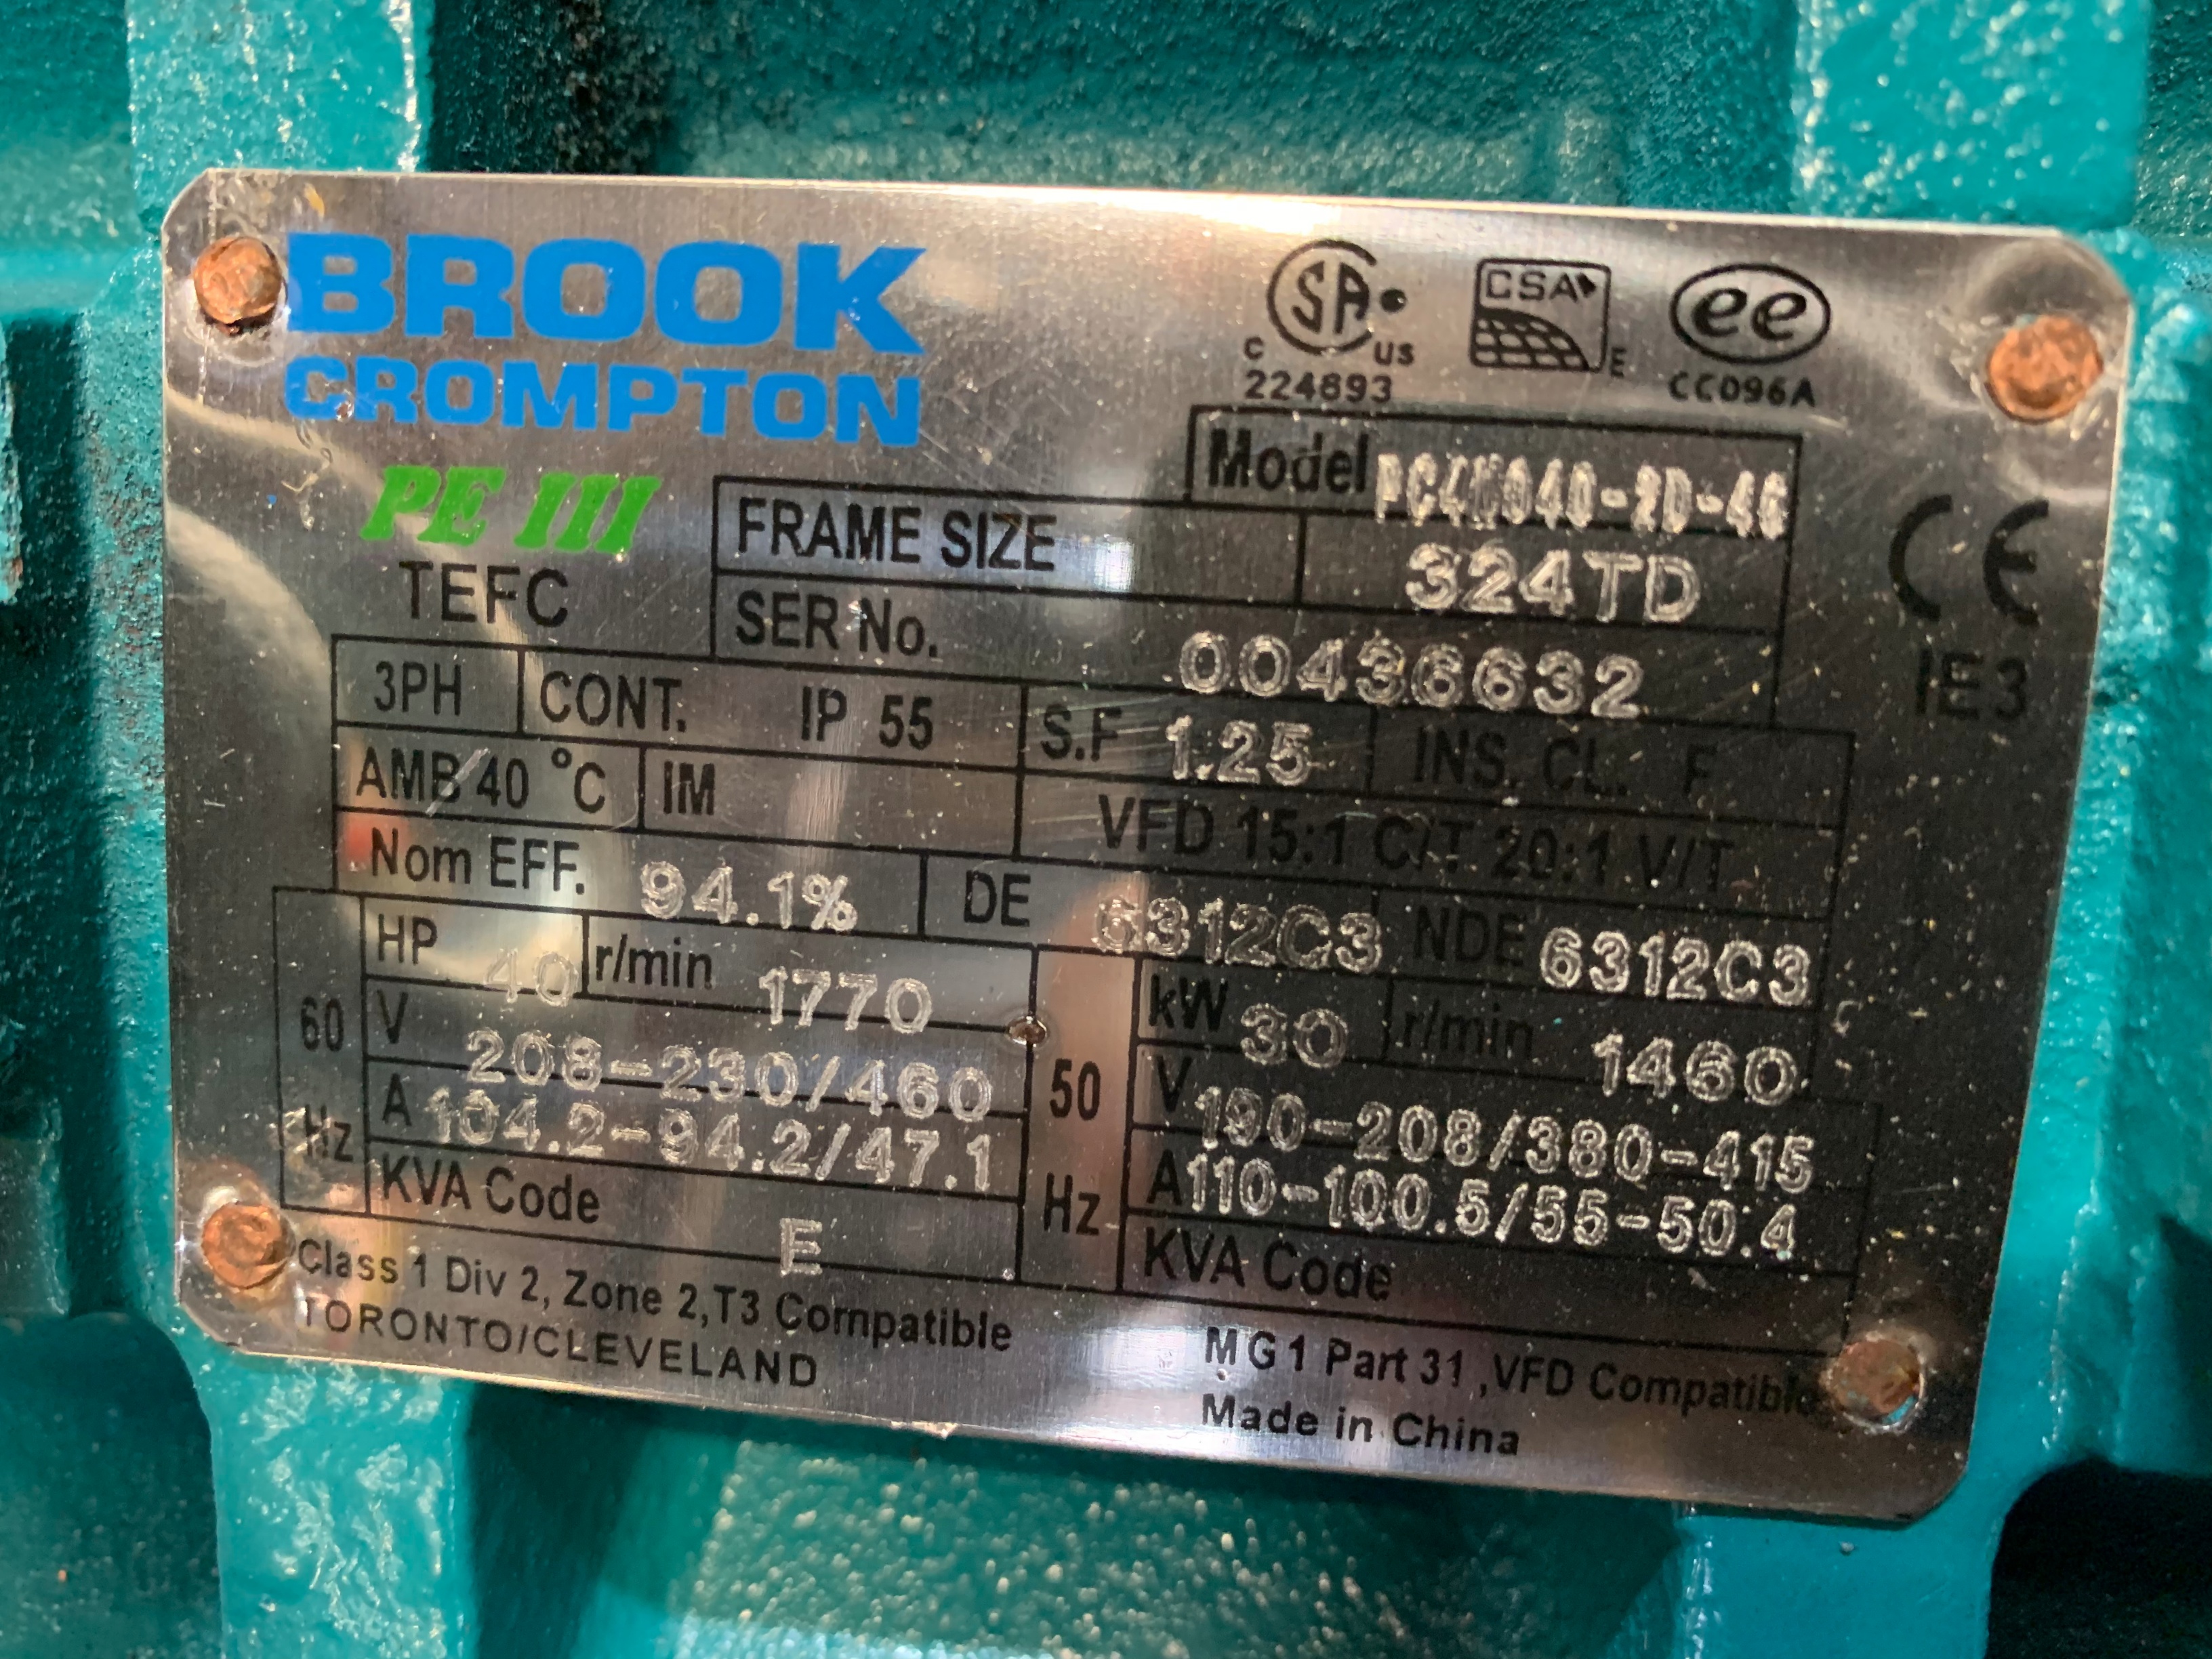 BROOK
CROMPTON
PE III
TEFC
SA
C US
224893
CSA
E
ee
CC096A
Model
FRAME SIZE 324TD
SER No. 00436632
CE
IE3
3PH CONT. IP 55 S.F 1.25 INS. CL. F
AMB 40 °C IM VFD 15:1 C/T 20:1 V/T
Nom EFF. 94.1% DE 6312C3 NDE 6312C3
60 Hz
HP 40 r/min 1770
V 208-230/460
A 104.2-94.2/47.1
KVA Code E
50 Hz
kW 30 r/min 1460
V 190-208/380-415
A 110-100.5/55-50.4
KVA Code
Class 1 Div 2, Zone 2,T3 Compatible
TORONTO/CLEVELAND
MG1 Part 31 ,VFD Compatible
Made in China